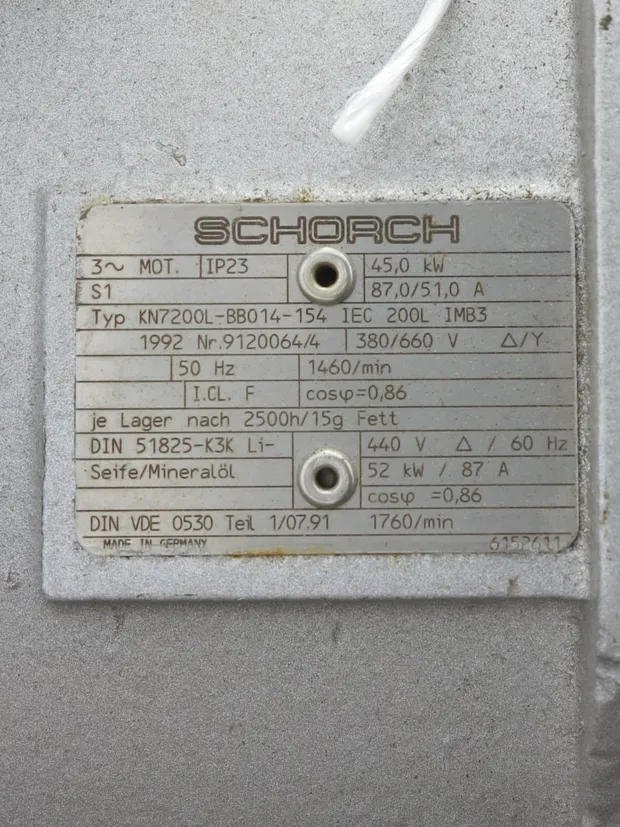 SCHORCH
3~ MOT. IP23 45,0 kW
S1 87,0/51,0 A
Typ KN7200L-BB014-154 IEC 200L IMB3
1992 Nr.9120064/4 380/660 V △/Y
50 Hz 1460/min
I.CL. F cosφ=0,86
je Lager nach 2500h/15g Fett
DIN 51825-K3K Li- 440 V △ / 60 Hz
Seife/Mineralöl 52 kW / 87 A
cosφ =0,86
DIN VDE 0530 Teil 1/07.91 1760/min
MADE IN GERMANY 6152611